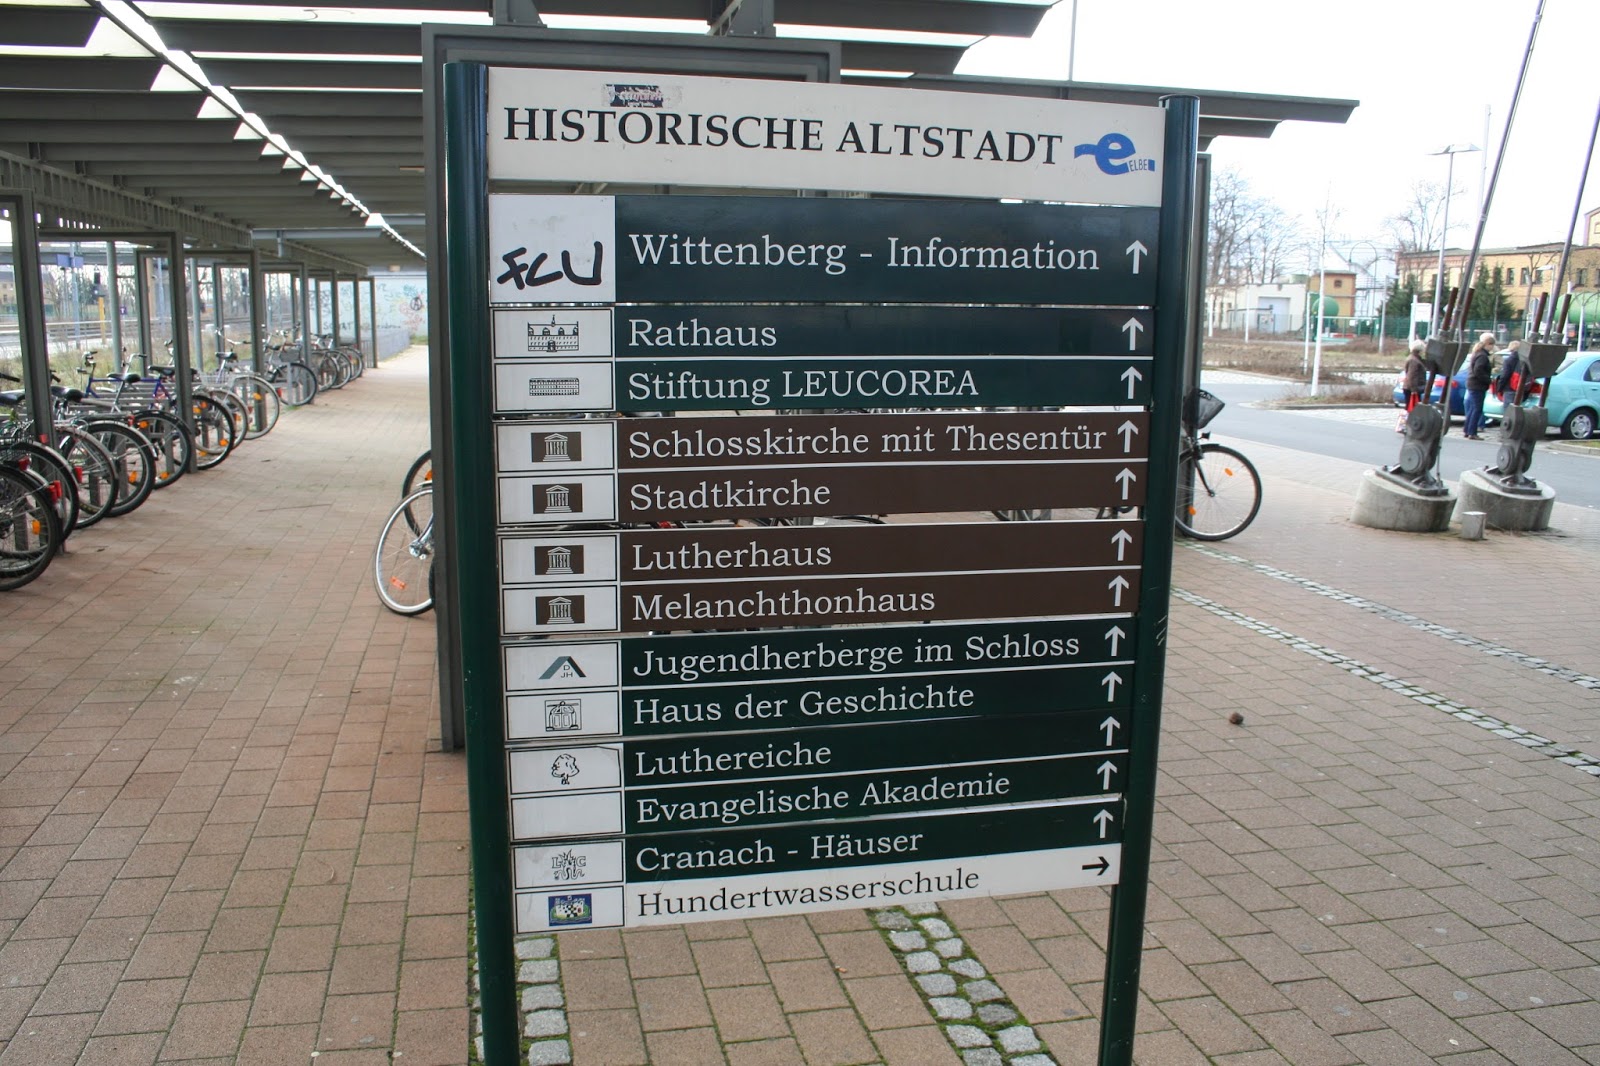 HISTORISCHE ALTSTADT
e ELBE
FCU
Wittenberg - Information
Rathaus
Stiftung LEUCOREA
Schlosskirche mit Thesentür
Stadtkirche
Lutherhaus
Melanchthonhaus
DJH
Jugendherberge im Schloss
Haus der Geschichte
Luthereiche
Evangelische Akademie
Cranach - Häuser
Hundertwasserschule